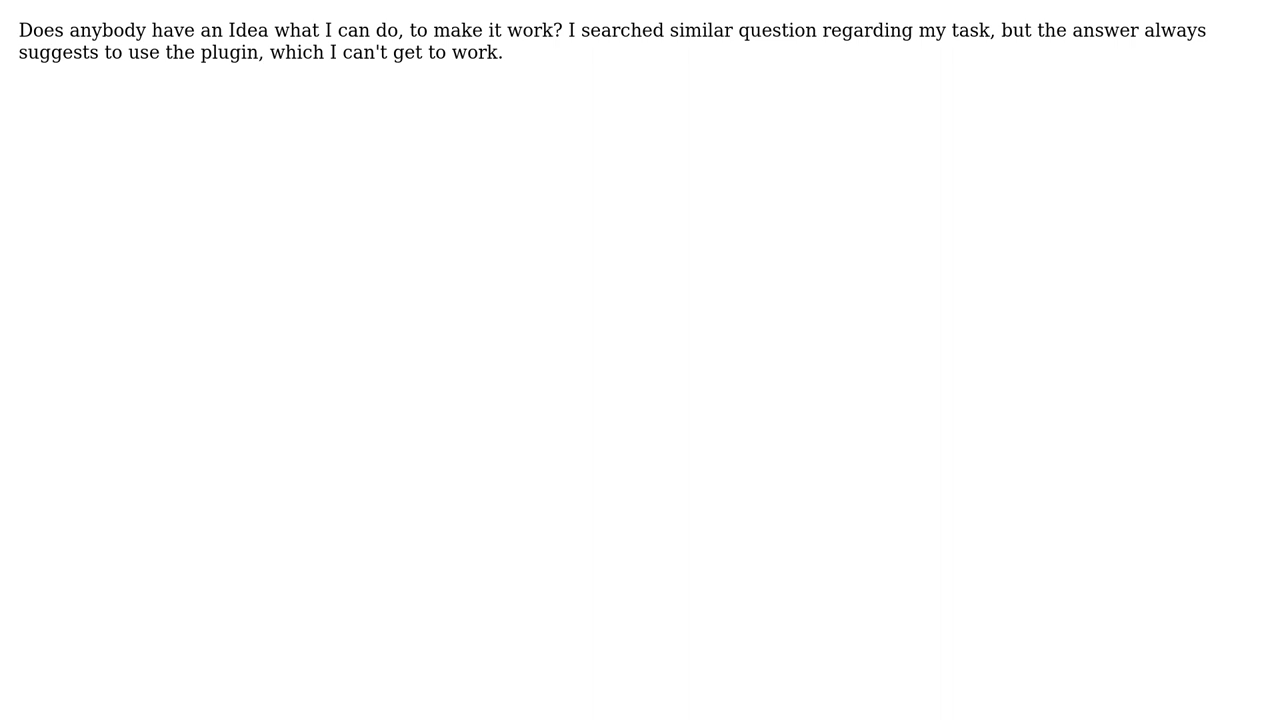 Does anybody have an Idea what I can do, to make it work? I searched similar question regarding my task, but the answer always
suggests to use the plugin, which I can't get to work.